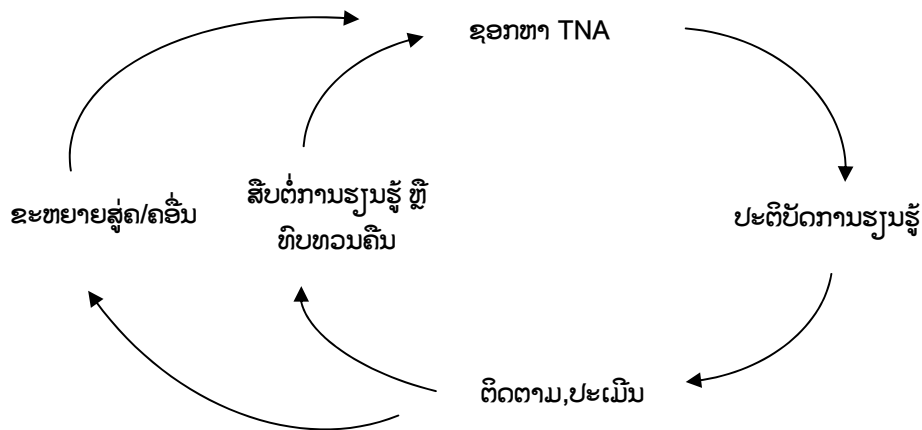 ຊອກຫາ TNA
ສືບຕໍ່ການຮຽນຮູ້ ຫຼື
ທົບທວນຄືນ
ຂະຫຍາຍສູ່ຄ/ຄອື່ນ
ປະຕິບັດການຮຽນຮູ້
ຕິດຕາມ,ປະເມີນ